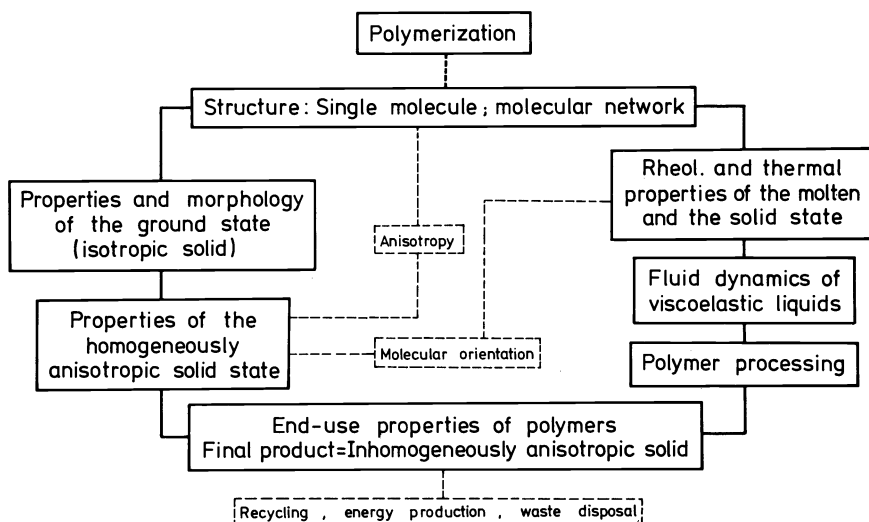 Polymerization
Structure: Single molecule; molecular network
Properties and morphology
of the ground state
(isotropic solid)
Rheol. and thermal
properties of the molten
and the solid state
Anisotropy
Fluid dynamics of
viscoelastic liquids
Properties of the
homogeneously
anisotropic solid state
Molecular orientation
Polymer processing
End-use properties of polymers
Final product=Inhomogeneously anisotropic solid
Recycling , energy production , waste disposal